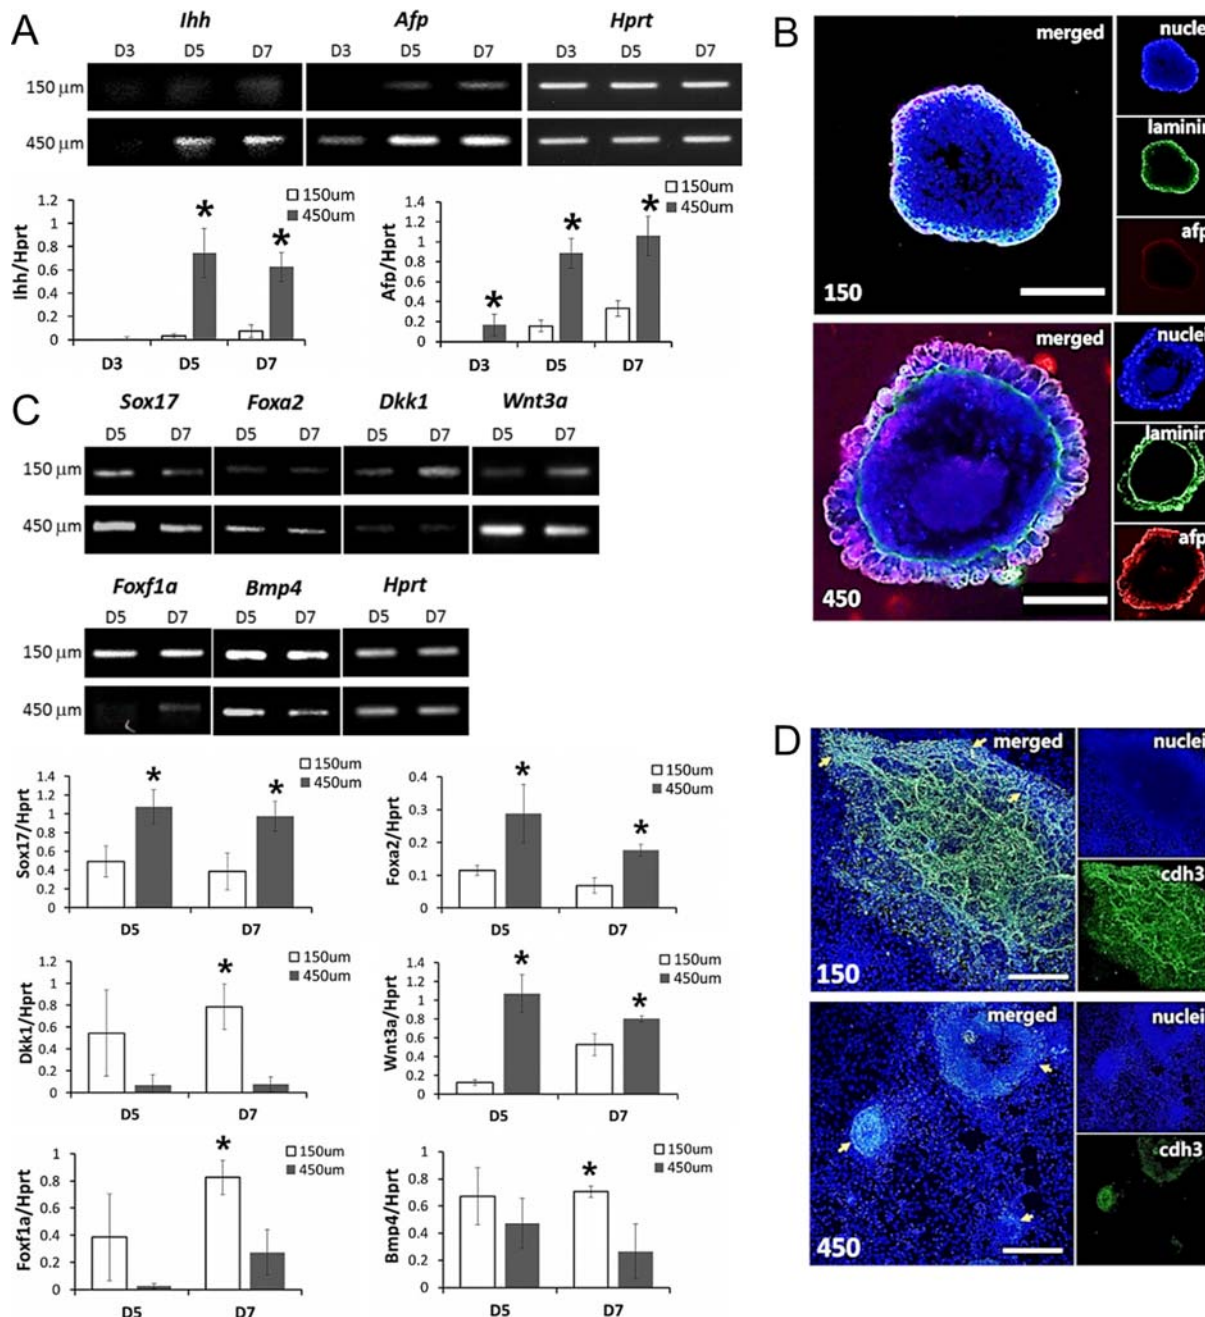 A
Ihh Afp Hprt
D3 D5 D7 D3 D5 D7 D3 D5 D7
150 μm
450 μm
150um
450um
Ihh/Hprt
1.2
1
0.8
0.6
0.4
0.2
0
* *
D3 D5 D7
150um
450um
Afp/Hprt
1.4
1.2
1
0.8
0.6
0.4
0.2
0
* * *
D3 D5 D7
B
merged
nuclei
laminin
afp
150
merged
nuclei
laminin
afp
450
C
Sox17 Foxa2 Dkk1 Wnt3a
D5 D7 D5 D7 D5 D7 D5 D7
150 μm
450 μm
Foxf1a Bmp4 Hprt
D5 D7 D5 D7 D5 D7
150 μm
450 μm
150um
450um
Sox17/Hprt
1.4
1.2
1
0.8
0.6
0.4
0.2
0
* *
D5 D7
150um
450um
Foxa2/Hprt
0.4
0.3
0.2
0.1
0
* *
D5 D7
150um
450um
Dkk1/Hprt
1.2
1
0.8
0.6
0.4
0.2
0
*
D5 D7
150um
450um
Wnt3a/Hprt
1.4
1.2
1
0.8
0.6
0.4
0.2
0
* *
D5 D7
150um
450um
Foxf1a/Hprt
1
0.8
0.6
0.4
0.2
0
*
D5 D7
150um
450um
Bmp4/Hprt
1
0.8
0.6
0.4
0.2
0
*
D5 D7
D
merged
nuclei
cdh3
150
merged
nuclei
cdh3
450